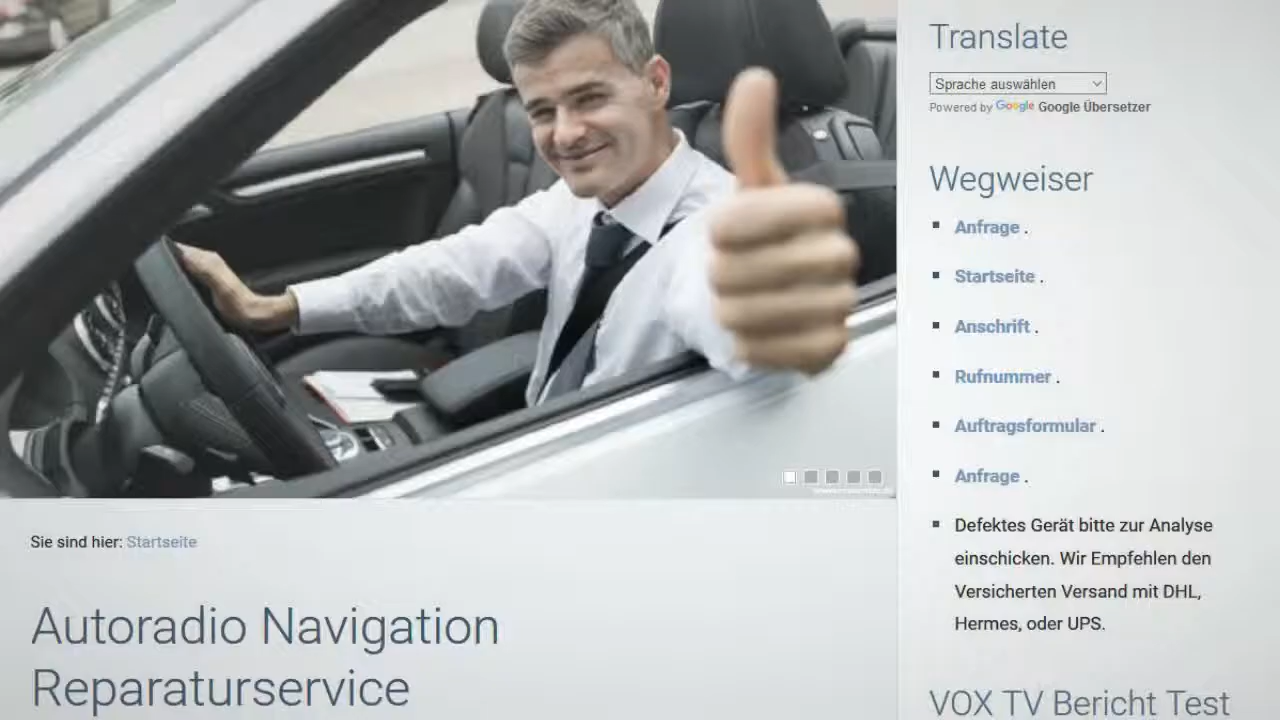 Translate
Sprache auswählen
Powered by Google Google Übersetzer
Wegweiser
Anfrage .
Startseite .
Anschrift .
Rufnummer .
Auftragsformular .
Anfrage .
Defektes Gerät bitte zur Analyse
einschicken. Wir Empfehlen den
Versicherten Versand mit DHL,
Hermes, oder UPS.
VOX TV Bericht Test
Sie sind hier: Startseite
Autoradio Navigation
Reparaturservice